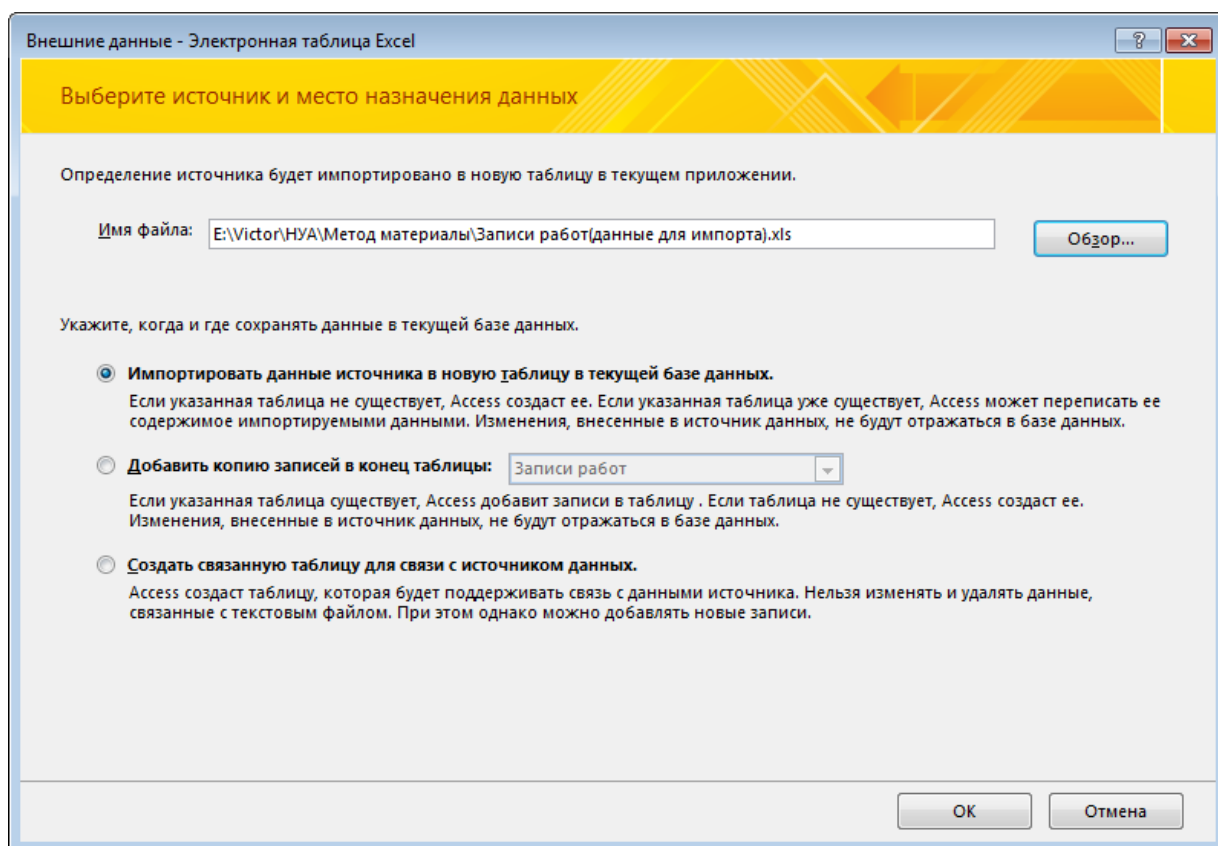 Внешние данные - Электронная таблица Excel
Выберите источник и место назначения данных
Определение источника будет импортировано в новую таблицу в текущем приложении.
Имя файла: E:\Victor\НУА\Метод материалы\Записи работ(данные для импорта).xls Обзор...
Укажите, когда и где сохранять данные в текущей базе данных.
Импортировать данные источника в новую таблицу в текущей базе данных.
Если указанная таблица не существует, Access создаст ее. Если указанная таблица уже существует, Access может переписать ее
содержимое импортируемыми данными. Изменения, внесенные в источник данных, не будут отражаться в базе данных.
Добавить копию записей в конец таблицы: Записи работ
Если указанная таблица существует, Access добавит записи в таблицу . Если таблица не существует, Access создаст ее.
Изменения, внесенные в источник данных, не будут отражаться в базе данных.
Создать связанную таблицу для связи с источником данных.
Access создаст таблицу, которая будет поддерживать связь с данными источника. Нельзя изменять и удалять данные,
связанные с текстовым файлом. При этом однако можно добавлять новые записи.
ОК Отмена